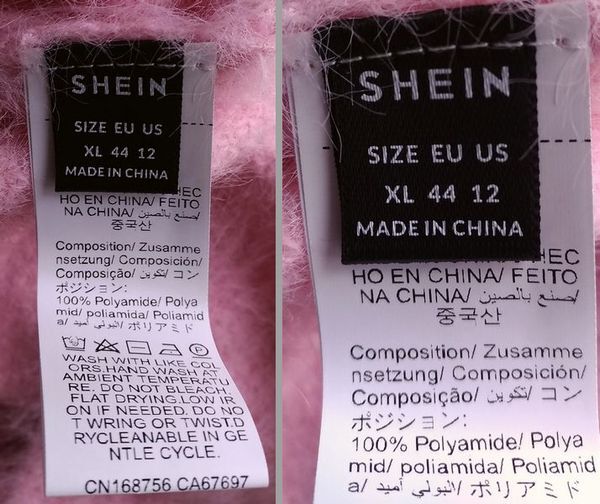 SHEIN
SIZE EU US
XL 44 12
MADE IN CHINA
HEC
HO EN CHINA/ FEITO
NA CHINA/ صنع بالصين/
중국산
Composition/ Zusamme
nsetzung/ Composición/
Composição/ تكوين/ コン
ポジション:
100% Polyamide/ Polya
mid/ poliamida/ Poliamid
a/ البولي أميد/ ポリアミド
WASH WITH LIKE COL
ORS.HAND WASH AT
AMBIENT TEMPERATU
RE. DO NOT BLEACH.
FLAT DRYING.LOW IR
ON IF NEEDED. DO NO
T WRING OR TWIST.D
RYCLEANABLE IN GE
NTLE CYCLE.
CN168756 CA67697
SHEIN
SIZE EU US
XL 44 12
MADE IN CHINA
HEC
HO EN CHINA/ FEITO
NA CHINA/ صنع بالصين/
중국산
Composition/ Zusamme
nsetzung/ Composición/
Composição/ تكوين/ コン
ポジション:
100% Polyamide/ Polya
mid/ poliamida/ Poliamid
a/ البولي أميد/ ポリアミド